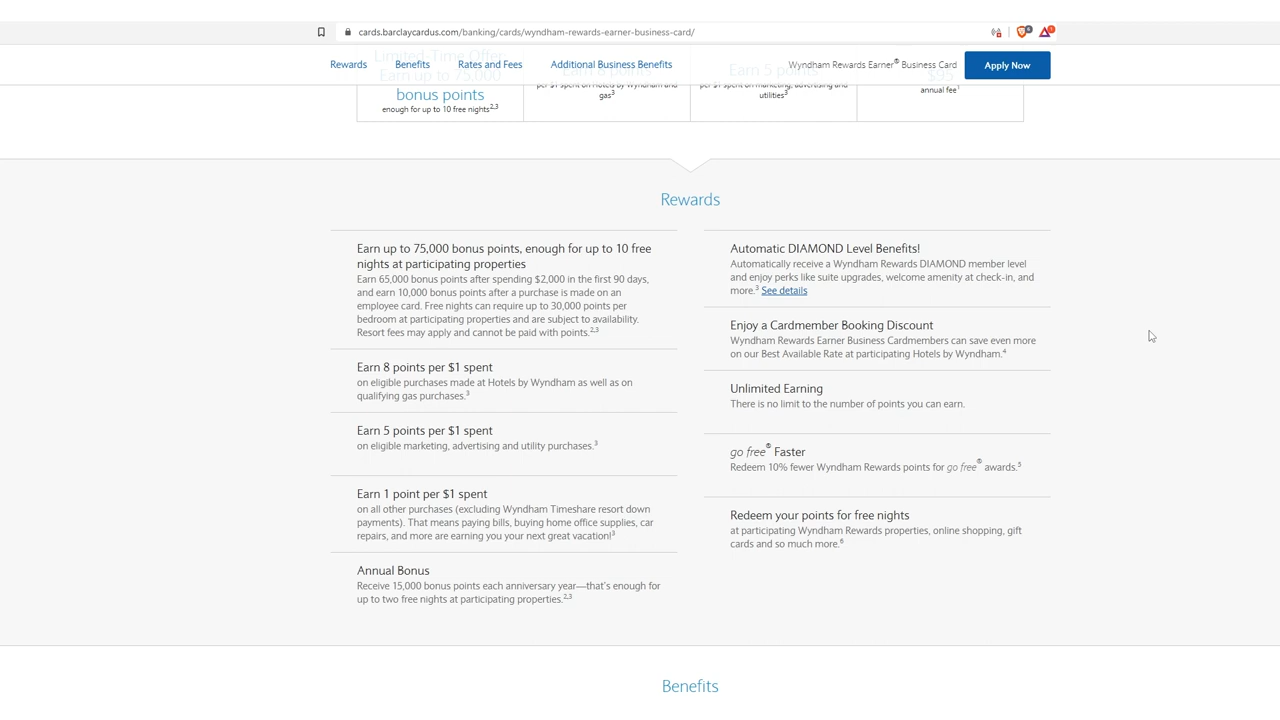 cards.barclaycardus.com/banking/cards/wyndham-rewards-earner-business-card/
Rewards Benefits Rates and Fees Additional Business Benefits Wyndham Rewards Earner® Business Card Apply Now
Limited-Time Offer
Earn up to 75,000
bonus points
enough for up to 10 free nights2,3
Earn 8 points
per $1 spent on Hotels by Wyndham and
gas3
Earn 5 points
per $1 spent on marketing, advertising and
utilities3
$95
annual fee1
Rewards
Earn up to 75,000 bonus points, enough for up to 10 free
nights at participating properties
Earn 65,000 bonus points after spending $2,000 in the first 90 days,
and earn 10,000 bonus points after a purchase is made on an
employee card. Free nights can require up to 30,000 points per
bedroom at participating properties and are subject to availability.
Resort fees may apply and cannot be paid with points.2,3
Earn 8 points per $1 spent
on eligible purchases made at Hotels by Wyndham as well as on
qualifying gas purchases.3
Earn 5 points per $1 spent
on eligible marketing, advertising and utility purchases.3
Earn 1 point per $1 spent
on all other purchases (excluding Wyndham Timeshare resort down
payments). That means paying bills, buying home office supplies, car
repairs, and more are earning you your next great vacation!3
Annual Bonus
Receive 15,000 bonus points each anniversary year—that's enough for
up to two free nights at participating properties.2,3
Automatic DIAMOND Level Benefits!
Automatically receive a Wyndham Rewards DIAMOND member level
and enjoy perks like suite upgrades, welcome amenity at check-in, and
more.3 See details
Enjoy a Cardmember Booking Discount
Wyndham Rewards Earner Business Cardmembers can save even more
on our Best Available Rate at participating Hotels by Wyndham.4
Unlimited Earning
There is no limit to the number of points you can earn.
go free® Faster
Redeem 10% fewer Wyndham Rewards points for go free® awards.5
Redeem your points for free nights
at participating Wyndham Rewards properties, online shopping, gift
cards and so much more.6
Benefits